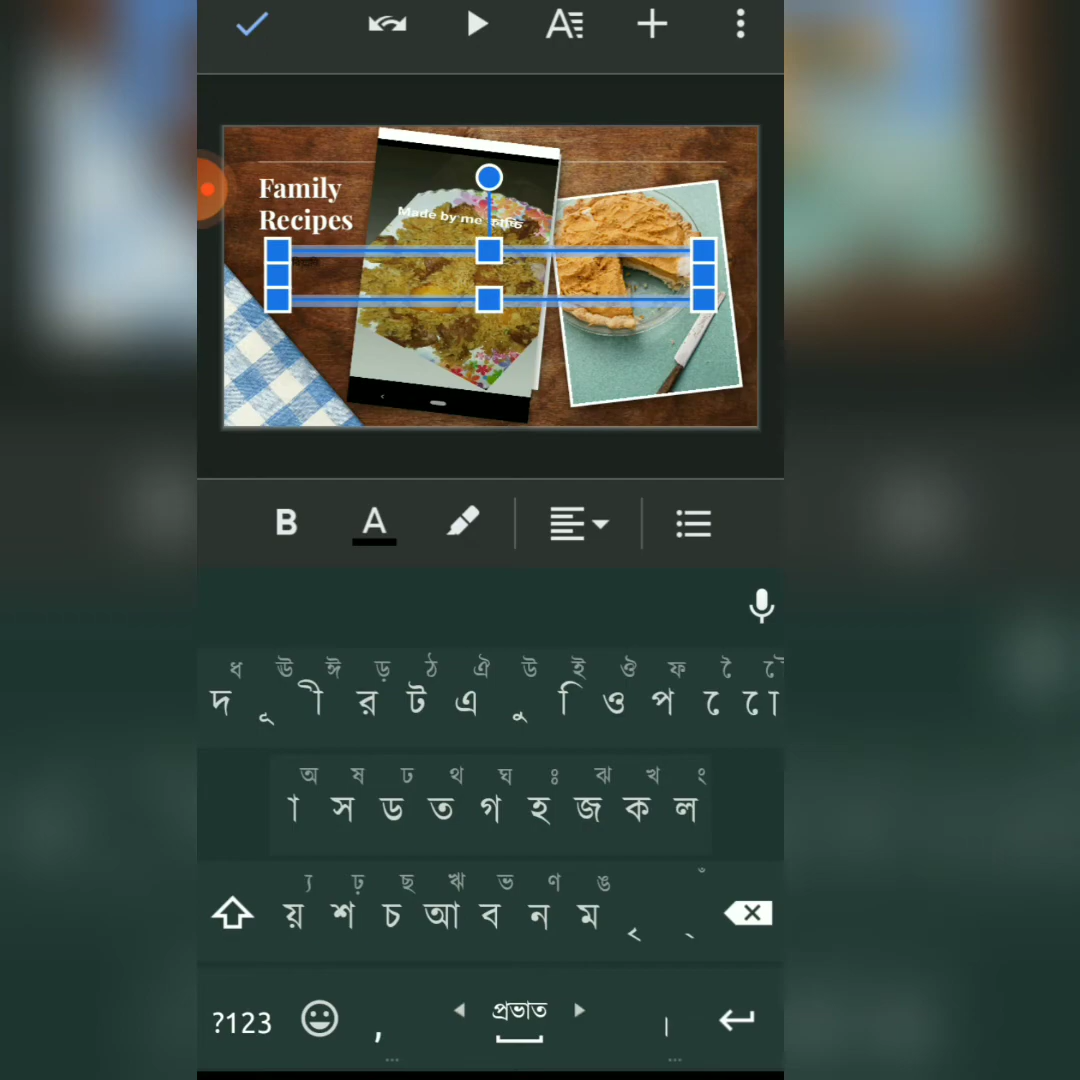 Family
Recipes
Made by me
B A
ধ ঊ ঈ ড় ঠ ঐ উ ই ঔ ফ ৈ ৌ
দ ূ ী র ট এ ু ি ও প ে ো
অ ষ ঢ থ ঘ ঃ ঝ খ ং
া স ড ত গ হ জ ক ল
য ঢ় ছ ঋ ভ ণ ঙ ঁ
য় শ চ আ ব ন ম ৃ ্
?123 , প্রভাত ।